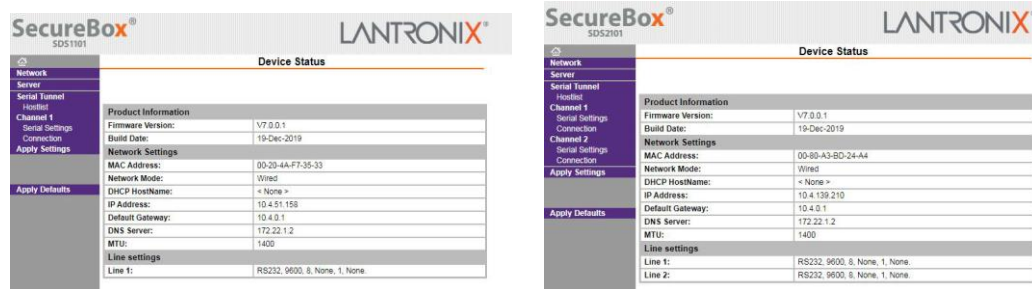 SecureBox®
SDS1101
LANTRONIX®
Device Status
Network
Server
Serial Tunnel
Hostlist
Channel 1
Serial Settings
Connection
Apply Settings
Apply Defaults
Product Information
Firmware Version: V7.0.0.1
Build Date: 19-Dec-2019
Network Settings
MAC Address: 00-20-4A-F7-35-33
Network Mode: Wired
DHCP HostName: < None >
IP Address: 10.4.51.158
Default Gateway: 10.4.0.1
DNS Server: 172.22.1.2
MTU: 1400
Line settings
Line 1: RS232, 9600, 8, None, 1, None.
SecureBox®
SDS2101
LANTRONIX
Device Status
Network
Server
Serial Tunnel
Hostlist
Channel 1
Serial Settings
Connection
Channel 2
Serial Settings
Connection
Apply Settings
Apply Defaults
Product Information
Firmware Version: V7.0.0.1
Build Date: 19-Dec-2019
Network Settings
MAC Address: 00-80-A3-BD-24-A4
Network Mode: Wired
DHCP HostName: < None >
IP Address: 10.4.139.210
Default Gateway: 10.4.0.1
DNS Server: 172.22.1.2
MTU: 1400
Line settings
Line 1: RS232, 9600, 8, None, 1, None.
Line 2: RS232, 9600, 8, None, 1, None.